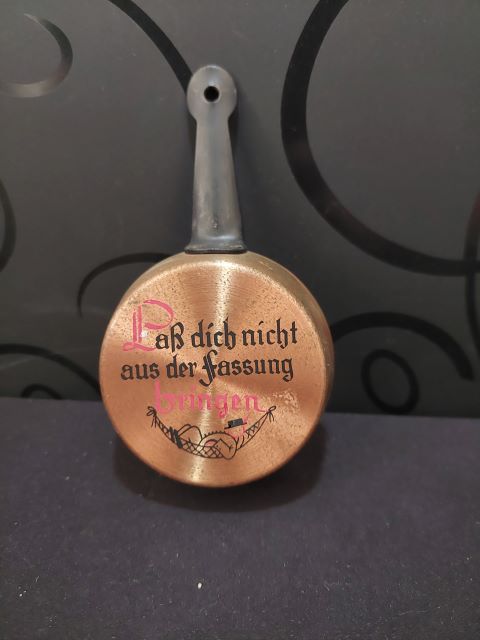 Laß dich nicht
aus der Fassung
bringen